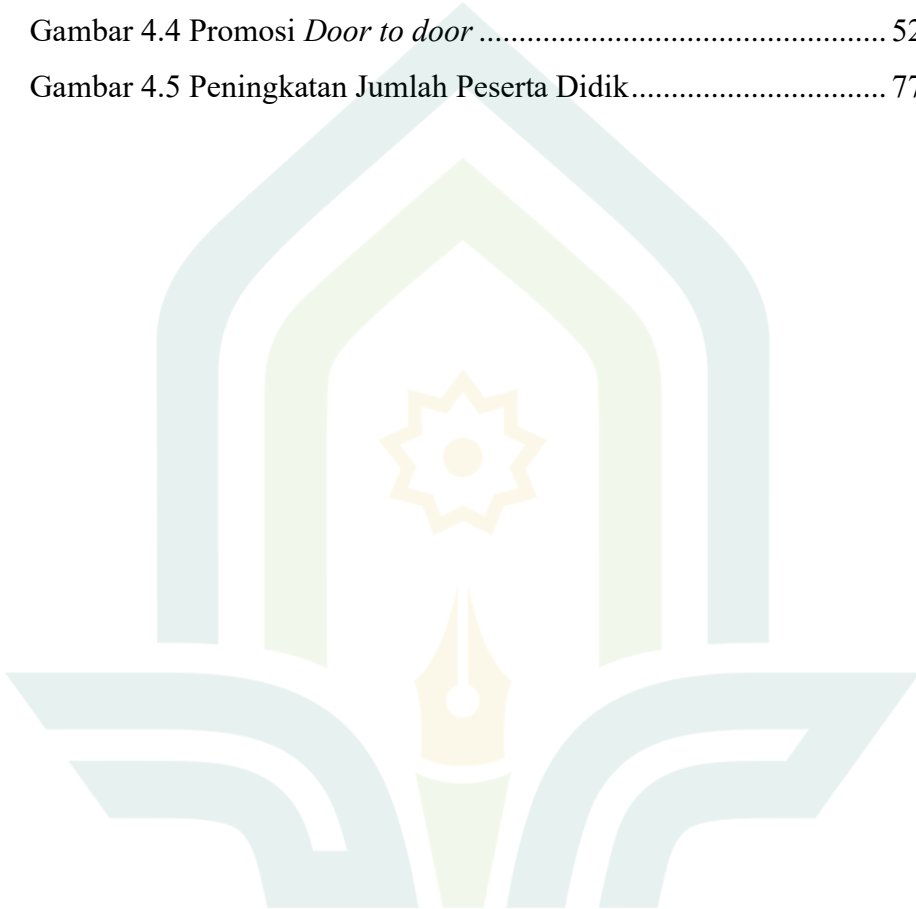 Gambar 4.4 Promosi Door to door ................................................... 52
Gambar 4.5 Peningkatan Jumlah Peserta Didik................................ 77